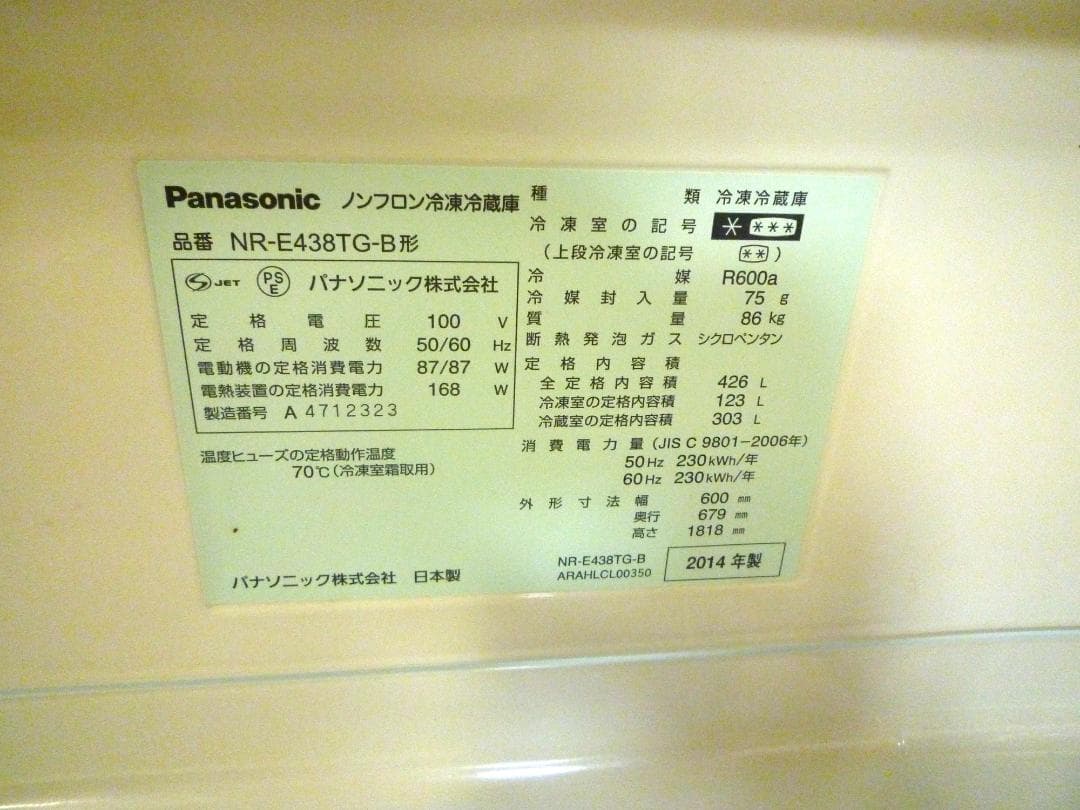 Panasonic ノンフロン冷凍冷蔵庫
品番 NR-E438TG-B形
JET PSE パナソニック株式会社
定格電圧 100 V
定格周波数 50/60 Hz
電動機の定格消費電力 87/87 W
電熱装置の定格消費電力 168 W
製造番号 A 4712323
温度ヒューズの定格動作温度
70℃(冷凍室霜取用)
パナソニック株式会社 日本製
種類 冷凍冷蔵庫
冷凍室の記号 * ***
(上段冷凍室の記号 ** )
冷媒 R600a
冷媒封入量 75 g
質量 86 kg
断熱発泡ガス シクロペンタン
定格内容積
全定格内容積 426 L
冷凍室の定格内容積 123 L
冷蔵室の定格内容積 303 L
消費電力量(JIS C 9801-2006年)
50Hz 230kWh/年
60Hz 230kWh/年
外形寸法 幅 600 mm
奥行 679 mm
高さ 1818 mm
NR-E438TG-B
ARAHLCL00350
2014 年製